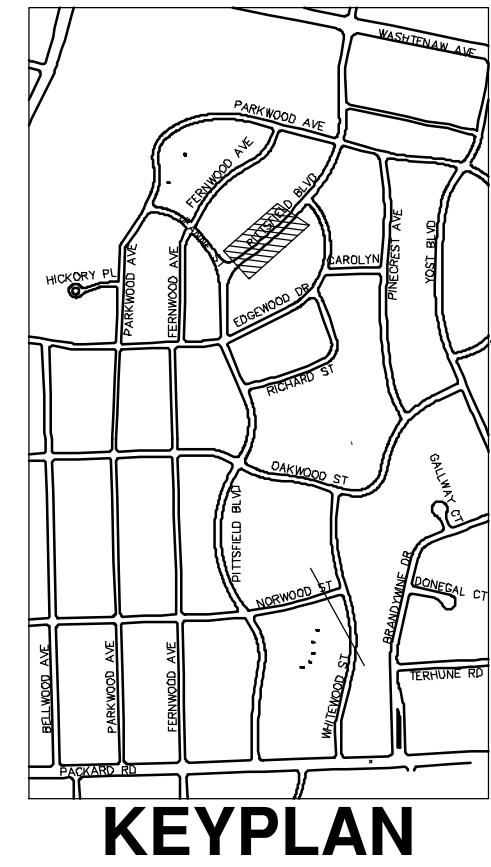 WASHTENAW AVE
PARKWOOD AVE
FERNWOOD AVE
PITTSFIELD BLVD
PINECREST AVE
YOST BLVD
CAROLYN
HICKORY PL
PARKWOOD AVE
FERNWOOD AVE
EDGEWOOD DR
RICHARD ST
OAKWOOD ST
GALLWAY CT
PITTSFIELD BLVD
BRANDYWINE DR
DONEGAL CT
NORWOOD ST
TERHUNE RD
BELLWOOD AVE
PARKWOOD AVE
FERNWOOD AVE
WHITEWOOD ST
PACKARD RD
KEYPLAN